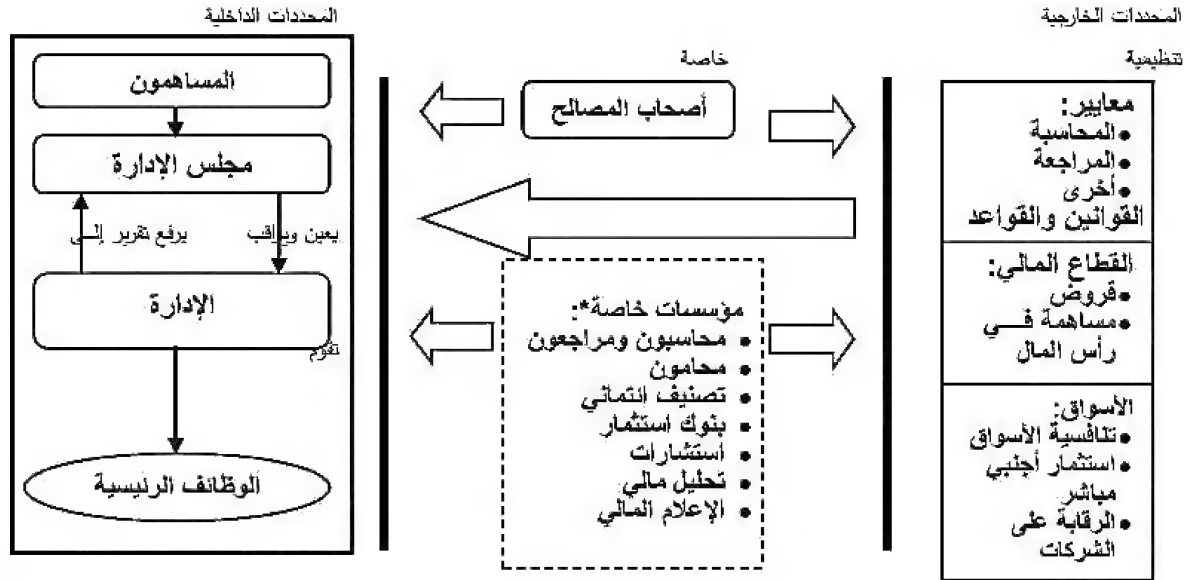 المحددات الخارجية
تنظيمية
معايير:
•المحاسبة
•المراجعة
•أخرى
القوانين والقواعد
القطاع المالي:
•قروض
•مساهمة فـــي
رأس المال
الأسواق:
•تنافسية الأسواق
•استثمار أجنبي
مباشر
•الرقابة على
الشركات
خاصة
أصحاب المصالح
مؤسسات خاصة*:
• محاسبون ومراجعون
• محامون
• تصنيف ائتماني
• بنوك استثمار
• استشارات
• تحليل مالي
• الإعلام المالي
المحددات الداخلية
المساهمون
مجلس الإدارة
يعين ويراقب
يرفع تقرير إلــى
الإدارة
تقوم
الوظائف الرئيسية